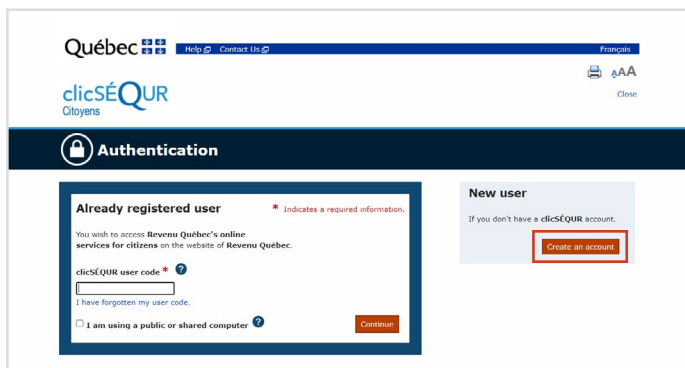 Québec
Help Contact Us Français
AAA
clicSÉQUR
Citoyens
Close
Authentication
Already registered user
* Indicates a required information.
You wish to access Revenu Québec's online
services for citizens on the website of Revenu Québec.
clicSÉQUR user code * ?
I have forgotten my user code.
I am using a public or shared computer ?
Continue
New user
If you don't have a clicSÉQUR account.
Create an account